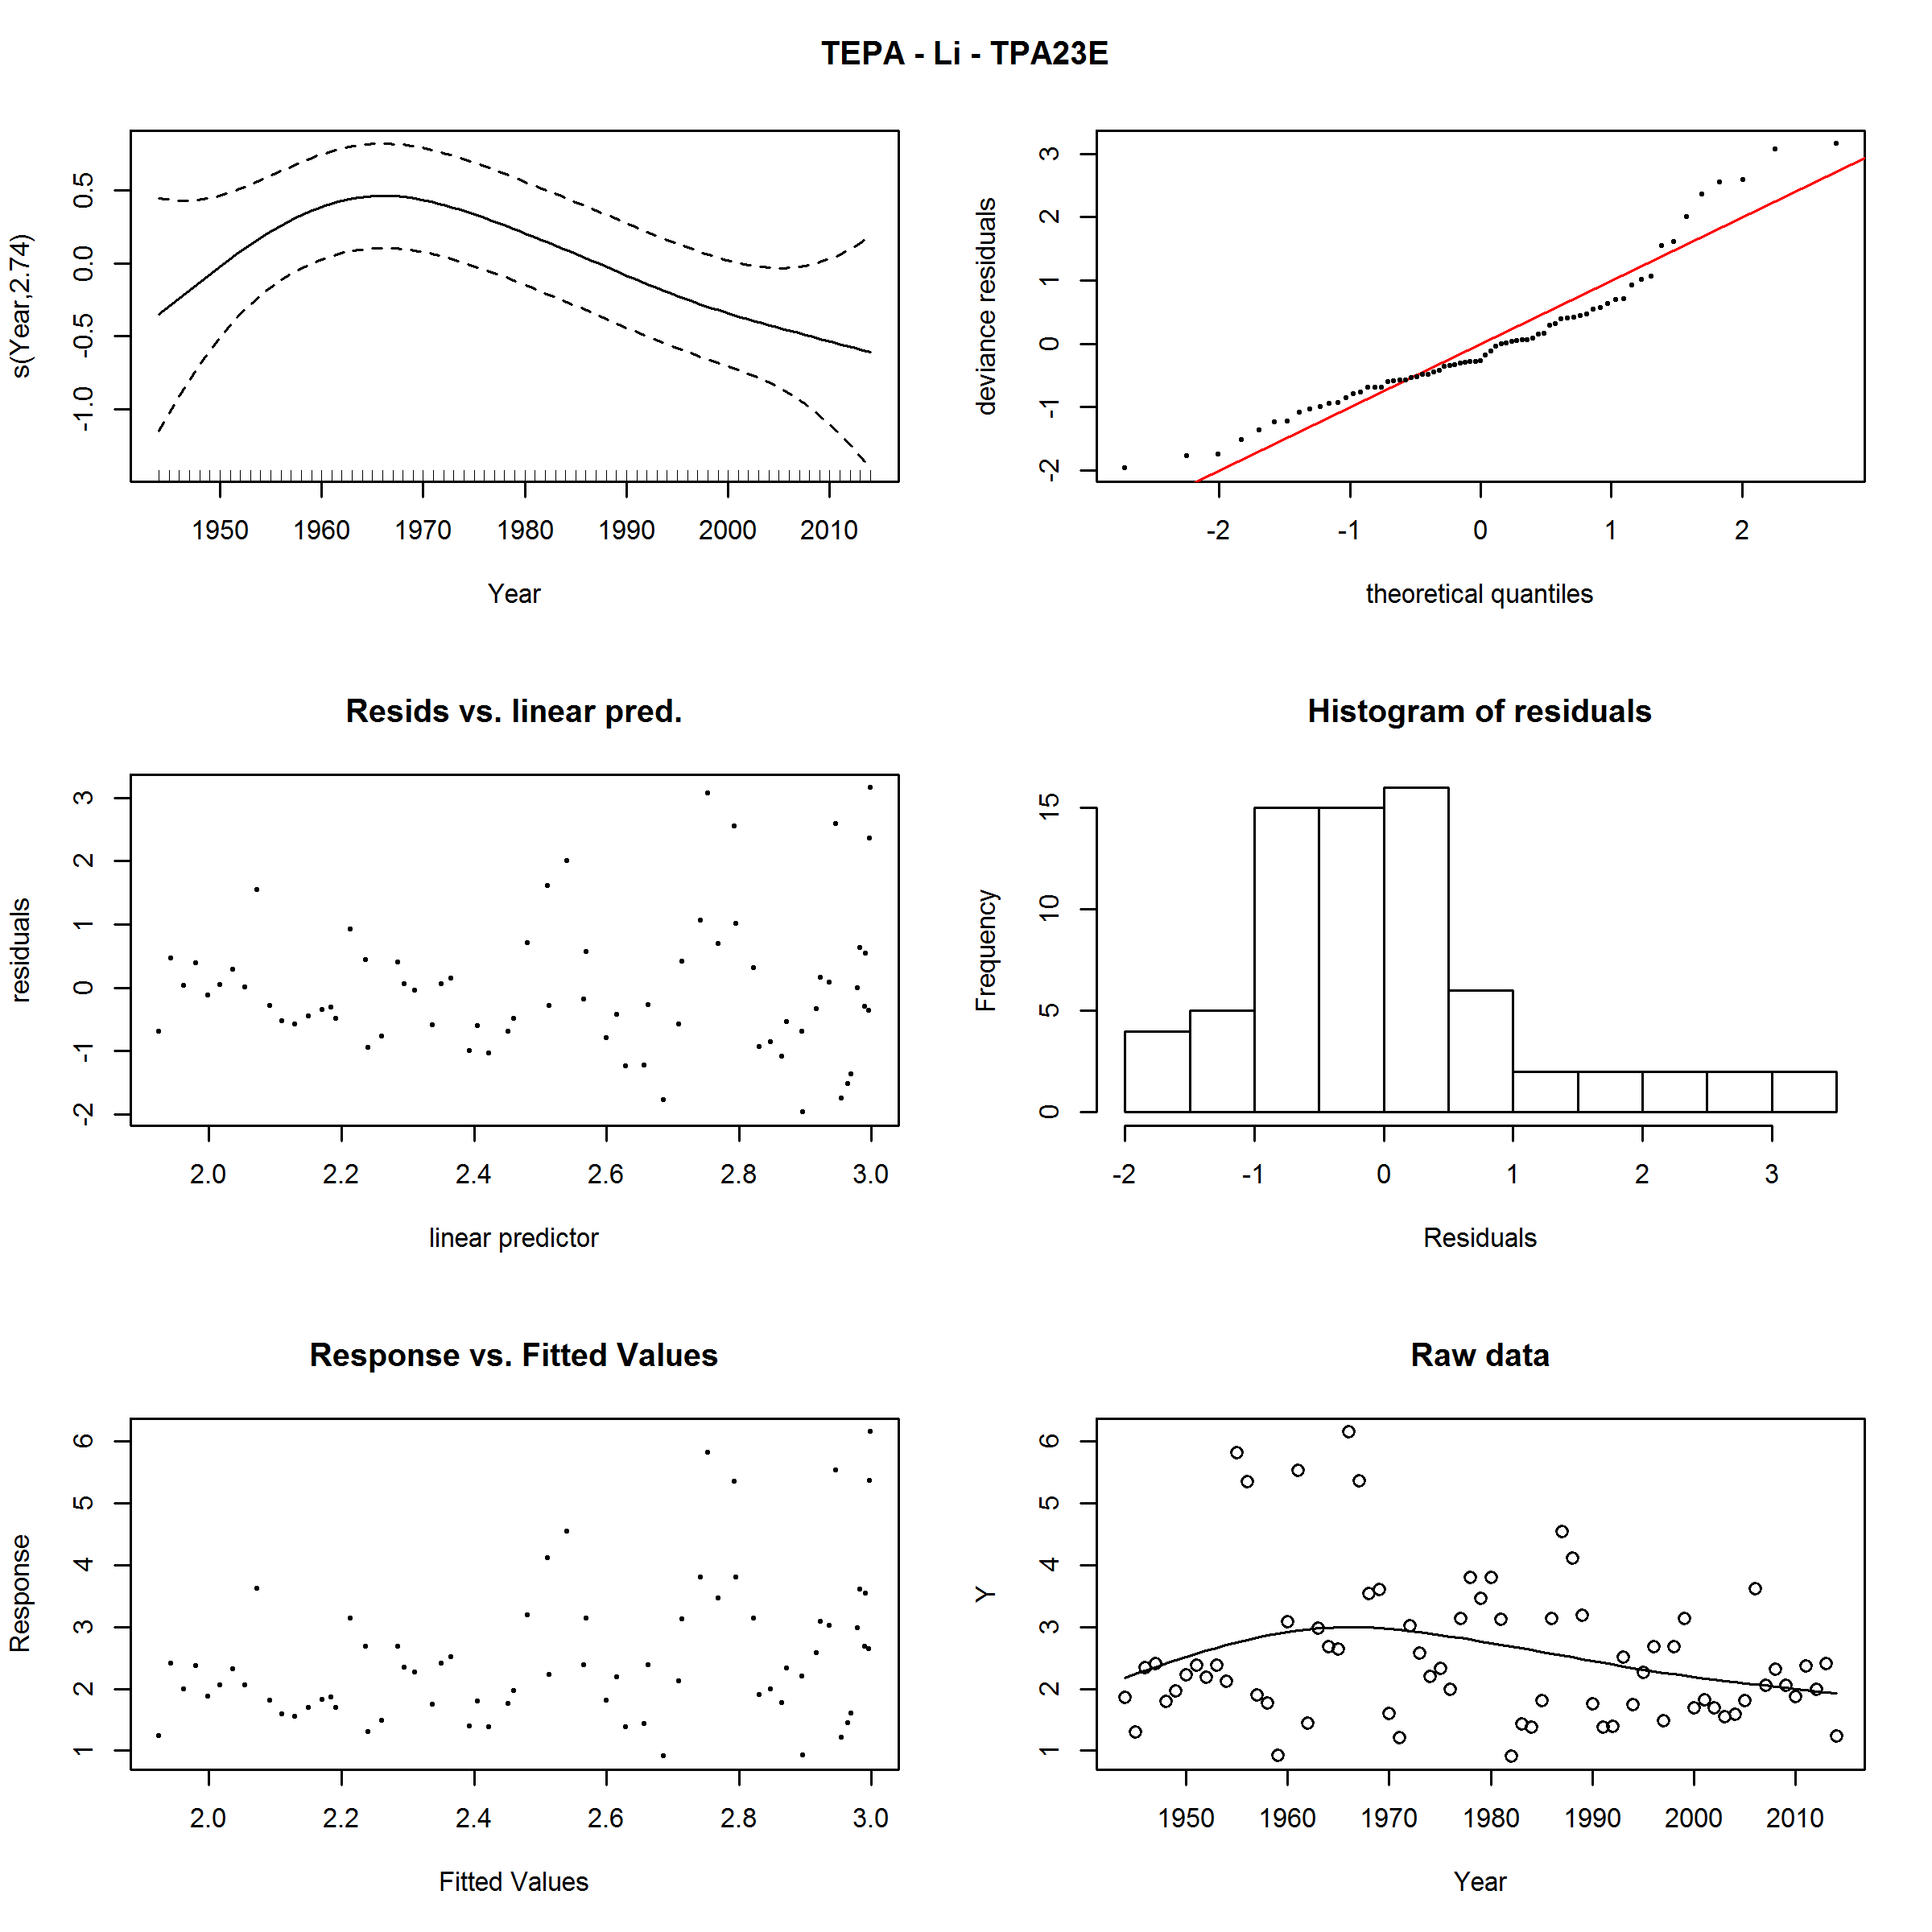 TEPA - Li - TPA23E
s(Year,2.74)
-1.0 -0.5 0.0 0.5
1950 1960 1970 1980 1990 2000 2010
Year
deviance residuals
-2 -1 0 1 2 3
-2 -1 0 1 2
theoretical quantiles
Resids vs. linear pred.
residuals
-2 -1 0 1 2 3
2.0 2.2 2.4 2.6 2.8 3.0
linear predictor
Histogram of residuals
Frequency
0 5 10 15
-2 -1 0 1 2 3
Residuals
Response vs. Fitted Values
Response
1 2 3 4 5 6
2.0 2.2 2.4 2.6 2.8 3.0
Fitted Values
Raw data
Y
1 2 3 4 5 6
1950 1960 1970 1980 1990 2000 2010
Year